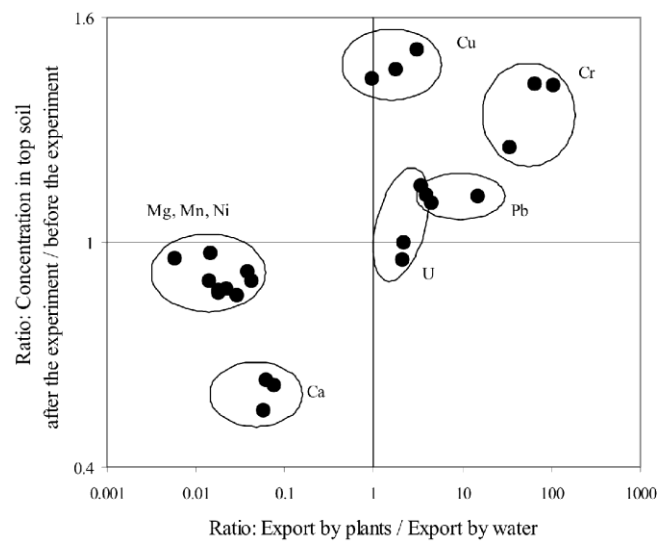 1.6
Cu
Cr
Ratio: Concentration in top soil
after the experiment / before the experiment
Mg, Mn, Ni
Pb
1
U
Ca
0.4
0.001 0.01 0.1 1 10 100 1000
Ratio: Export by plants / Export by water